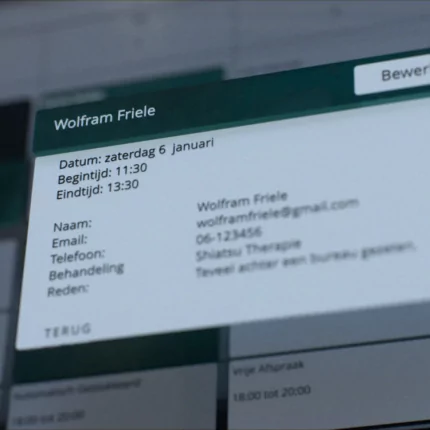 Bewer
Wolfram Friele
Datum: zaterdag 6 januari
Begintijd: 11:30
Eindtijd: 13:30
Naam: Wolfram Friele
Email: wolframfriele@gmail.com
Telefoon: 06-123456
Behandeling Shiatsu Therapie
Reden: Teveel achter een bureau gezeten.
TERUG
Vrije Afspraak
18:00 tot 20:00
18:00 tot 20:00